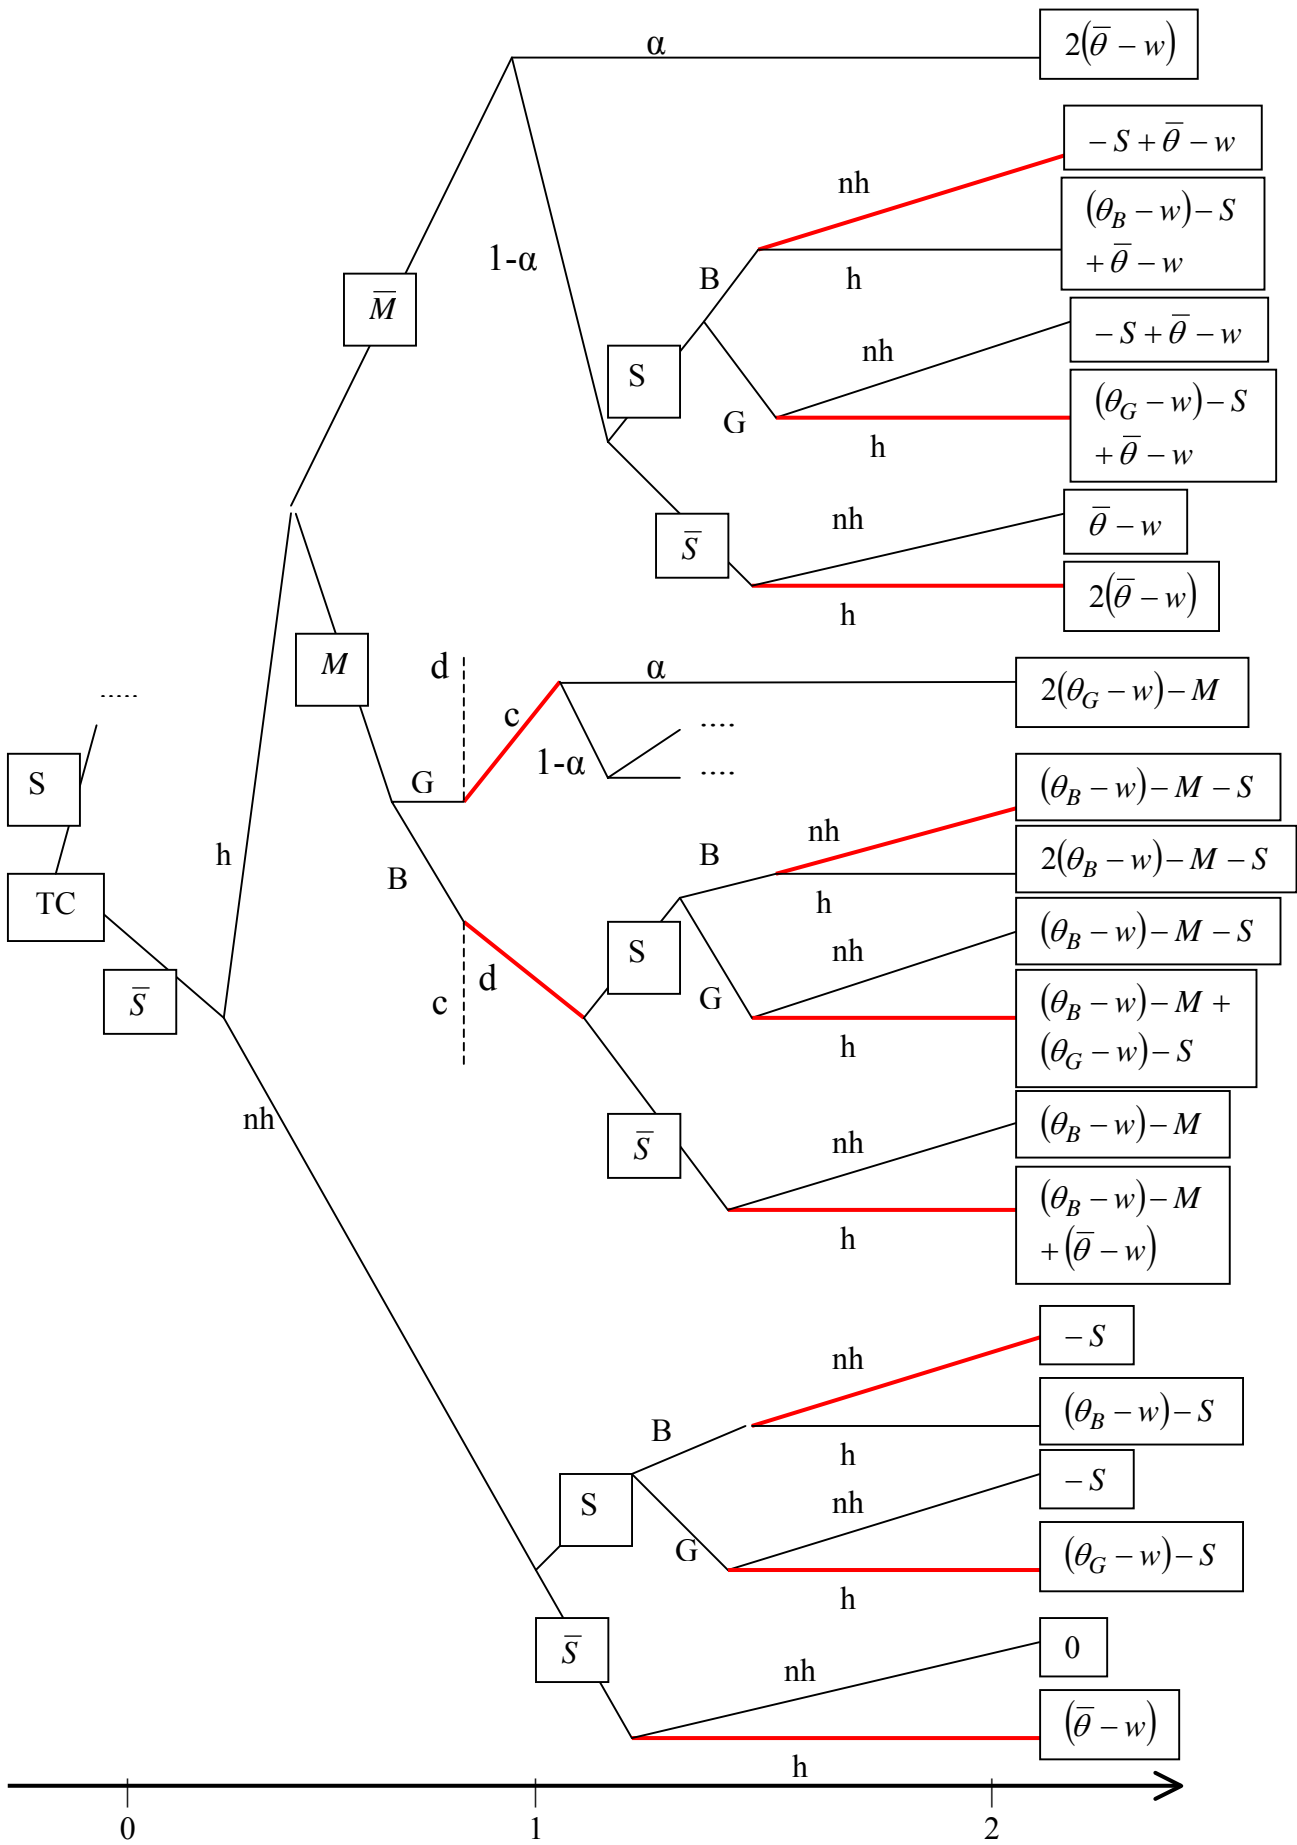 α
2(θ̅ − w)
− S + θ̅ − w
nh
(θ_B − w) − S
+ θ̅ − w
1-α
B
h
M̅
− S + θ̅ − w
nh
S
(θ_G − w) − S
+ θ̅ − w
G
h
nh
θ̅ − w
S̅
2(θ̅ − w)
h
M
d
α
2(θ_G − w) − M
.....
c
....
1-α
....
S
G
(θ_B − w) − M − S
nh
B
2(θ_B − w) − M − S
h
B
TC
h
(θ_B − w) − M − S
nh
S
d
c
G
S̅
(θ_B − w) − M +
(θ_G − w) − S
h
nh
(θ_B − w) − M
nh
S̅
(θ_B − w) − M
+ (θ̅ − w)
h
− S
nh
B
(θ_B − w) − S
h
− S
nh
S
G
(θ_G − w) − S
h
S̅
0
nh
(θ̅ − w)
h
0 1 2